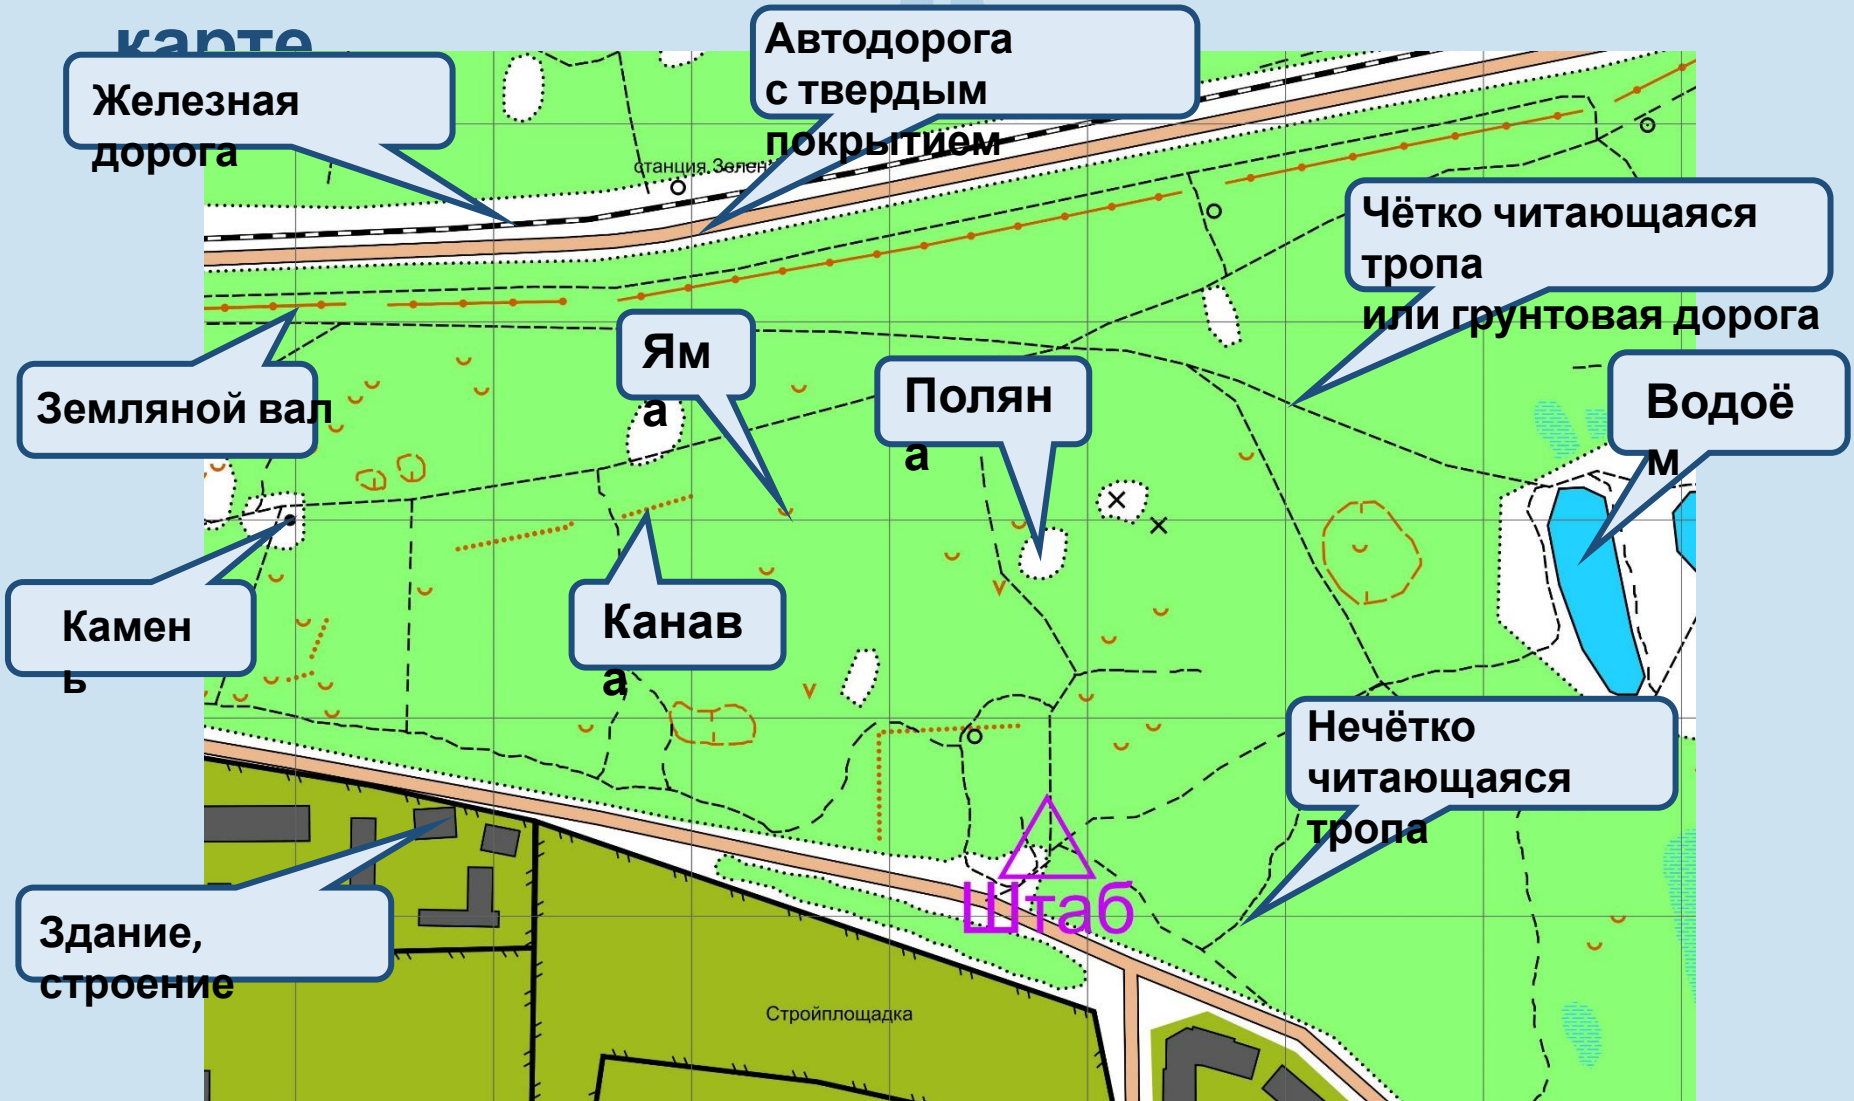 карте
Железная
дорога
Автодорога
с твердым
покрытием
станция Зелен
Чётко читающаяся
тропа
или грунтовая дорога
Ям
а
Полян
а
Водоё
м
Земляной вал
Камен
ь
Канав
а
Нечётко
читающаяся
тропа
Штаб
Здание,
строение
Стройплощадка